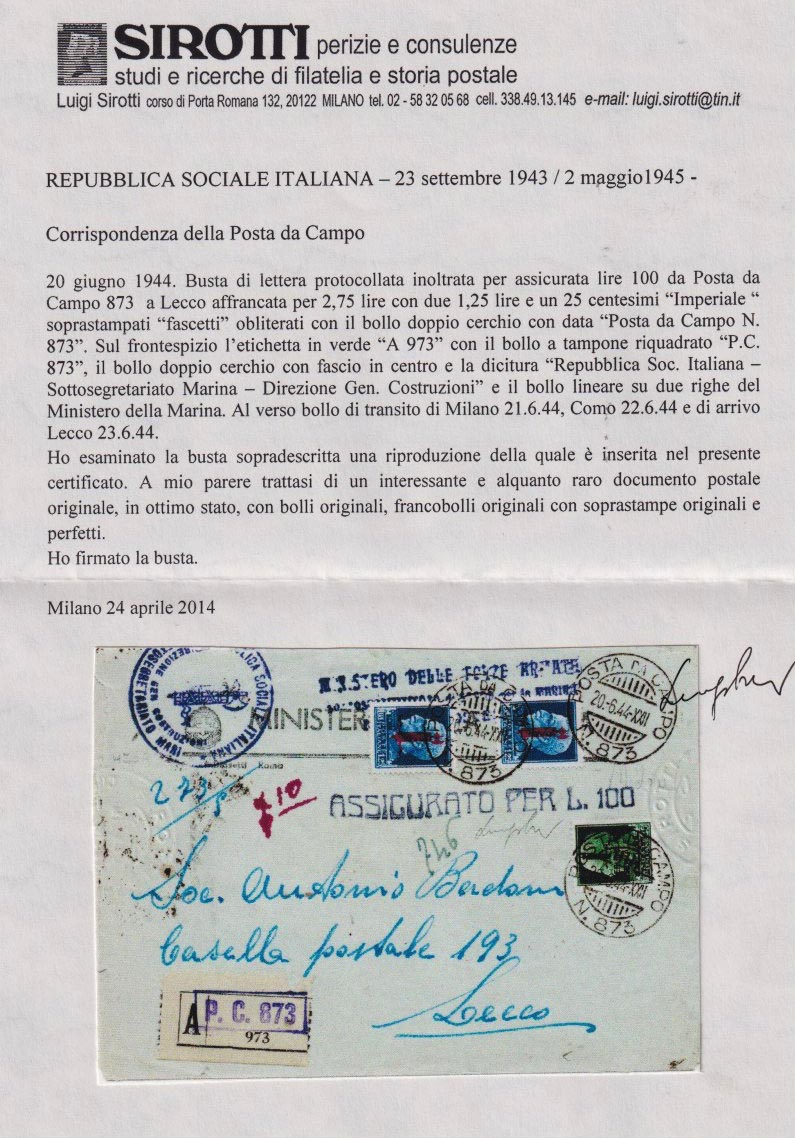 SIROTTI perizie e consulenze
studi e ricerche di filatelia e storia postale
Luigi Sirotti corso di Porta Romana 132, 20122 MILANO tel. 02 - 58 32 05 68 cell. 338.49.13.145 e-mail: luigi.sirotti@tin.it
REPUBBLICA SOCIALE ITALIANA – 23 settembre 1943 / 2 maggio1945 -
Corrispondenza della Posta da Campo
20 giugno 1944. Busta di lettera protocollata inoltrata per assicurata lire 100 da Posta da
Campo 873 a Lecco affrancata per 2,75 lire con due 1,25 lire e un 25 centesimi “Imperiale “
soprastampati “fascetti” obliterati con il bollo doppio cerchio con data “Posta da Campo N.
873”. Sul frontespizio l’etichetta in verde “A 973” con il bollo a tampone riquadrato “P.C.
873”, il bollo doppio cerchio con fascio in centro e la dicitura “Repubblica Soc. Italiana –
Sottosegretariato Marina – Direzione Gen. Costruzioni” e il bollo lineare su due righe del
Ministero della Marina. Al verso bollo di transito di Milano 21.6.44, Como 22.6.44 e di arrivo
Lecco 23.6.44.
Ho esaminato la busta sopradescritta una riproduzione della quale è inserita nel presente
certificato. A mio parere trattasi di un interessante e alquanto raro documento postale
originale, in ottimo stato, con bolli originali, francobolli originali con soprastampe originali e
perfetti.
Ho firmato la busta.
Milano 24 aprile 2014
DELLE FORZE ARMATE
MINISTER
POSTA DA CAMPO
20-6.44-XXII
N. 873
N. 873
273
10
ASSICURATO PER L. 100
746
CAMPO
N. 873
Soc. Antonio
Casella postale 193
Lecco
A P. C. 873
973